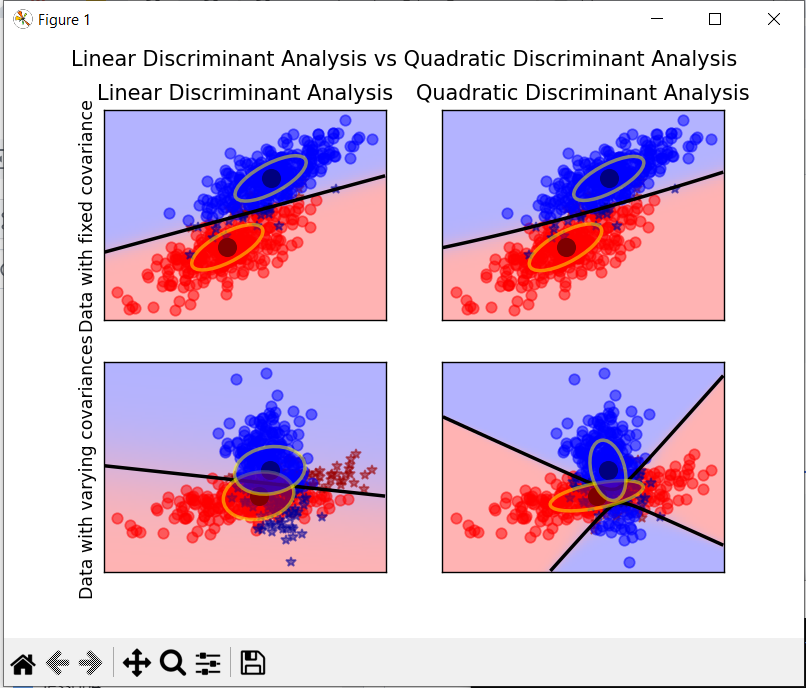 Figure 1
Linear Discriminant Analysis vs Quadratic Discriminant Analysis
Linear Discriminant Analysis
Quadratic Discriminant Analysis
Data with fixed covariance
Data with varying covariances